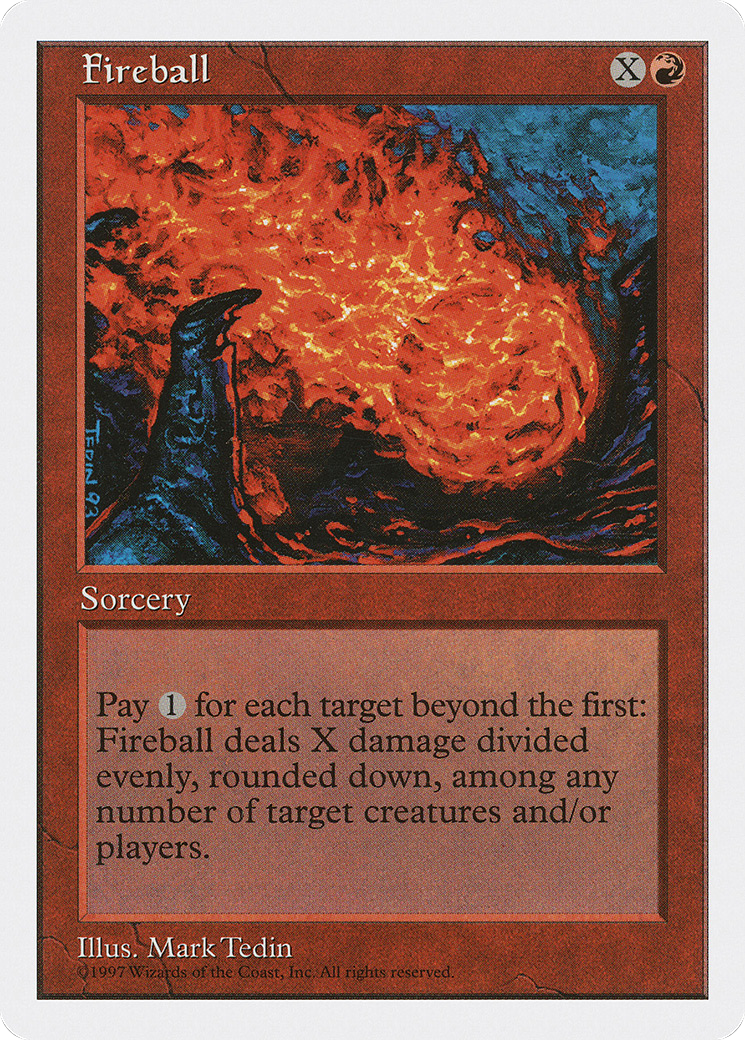 Fireball X
TEDIN 93
Sorcery
Pay 1 for each target beyond the first:
Fireball deals X damage divided
evenly, rounded down, among any
number of target creatures and/or
players.
Illus. Mark Tedin
©1997 Wizards of the Coast, Inc. All rights reserved.